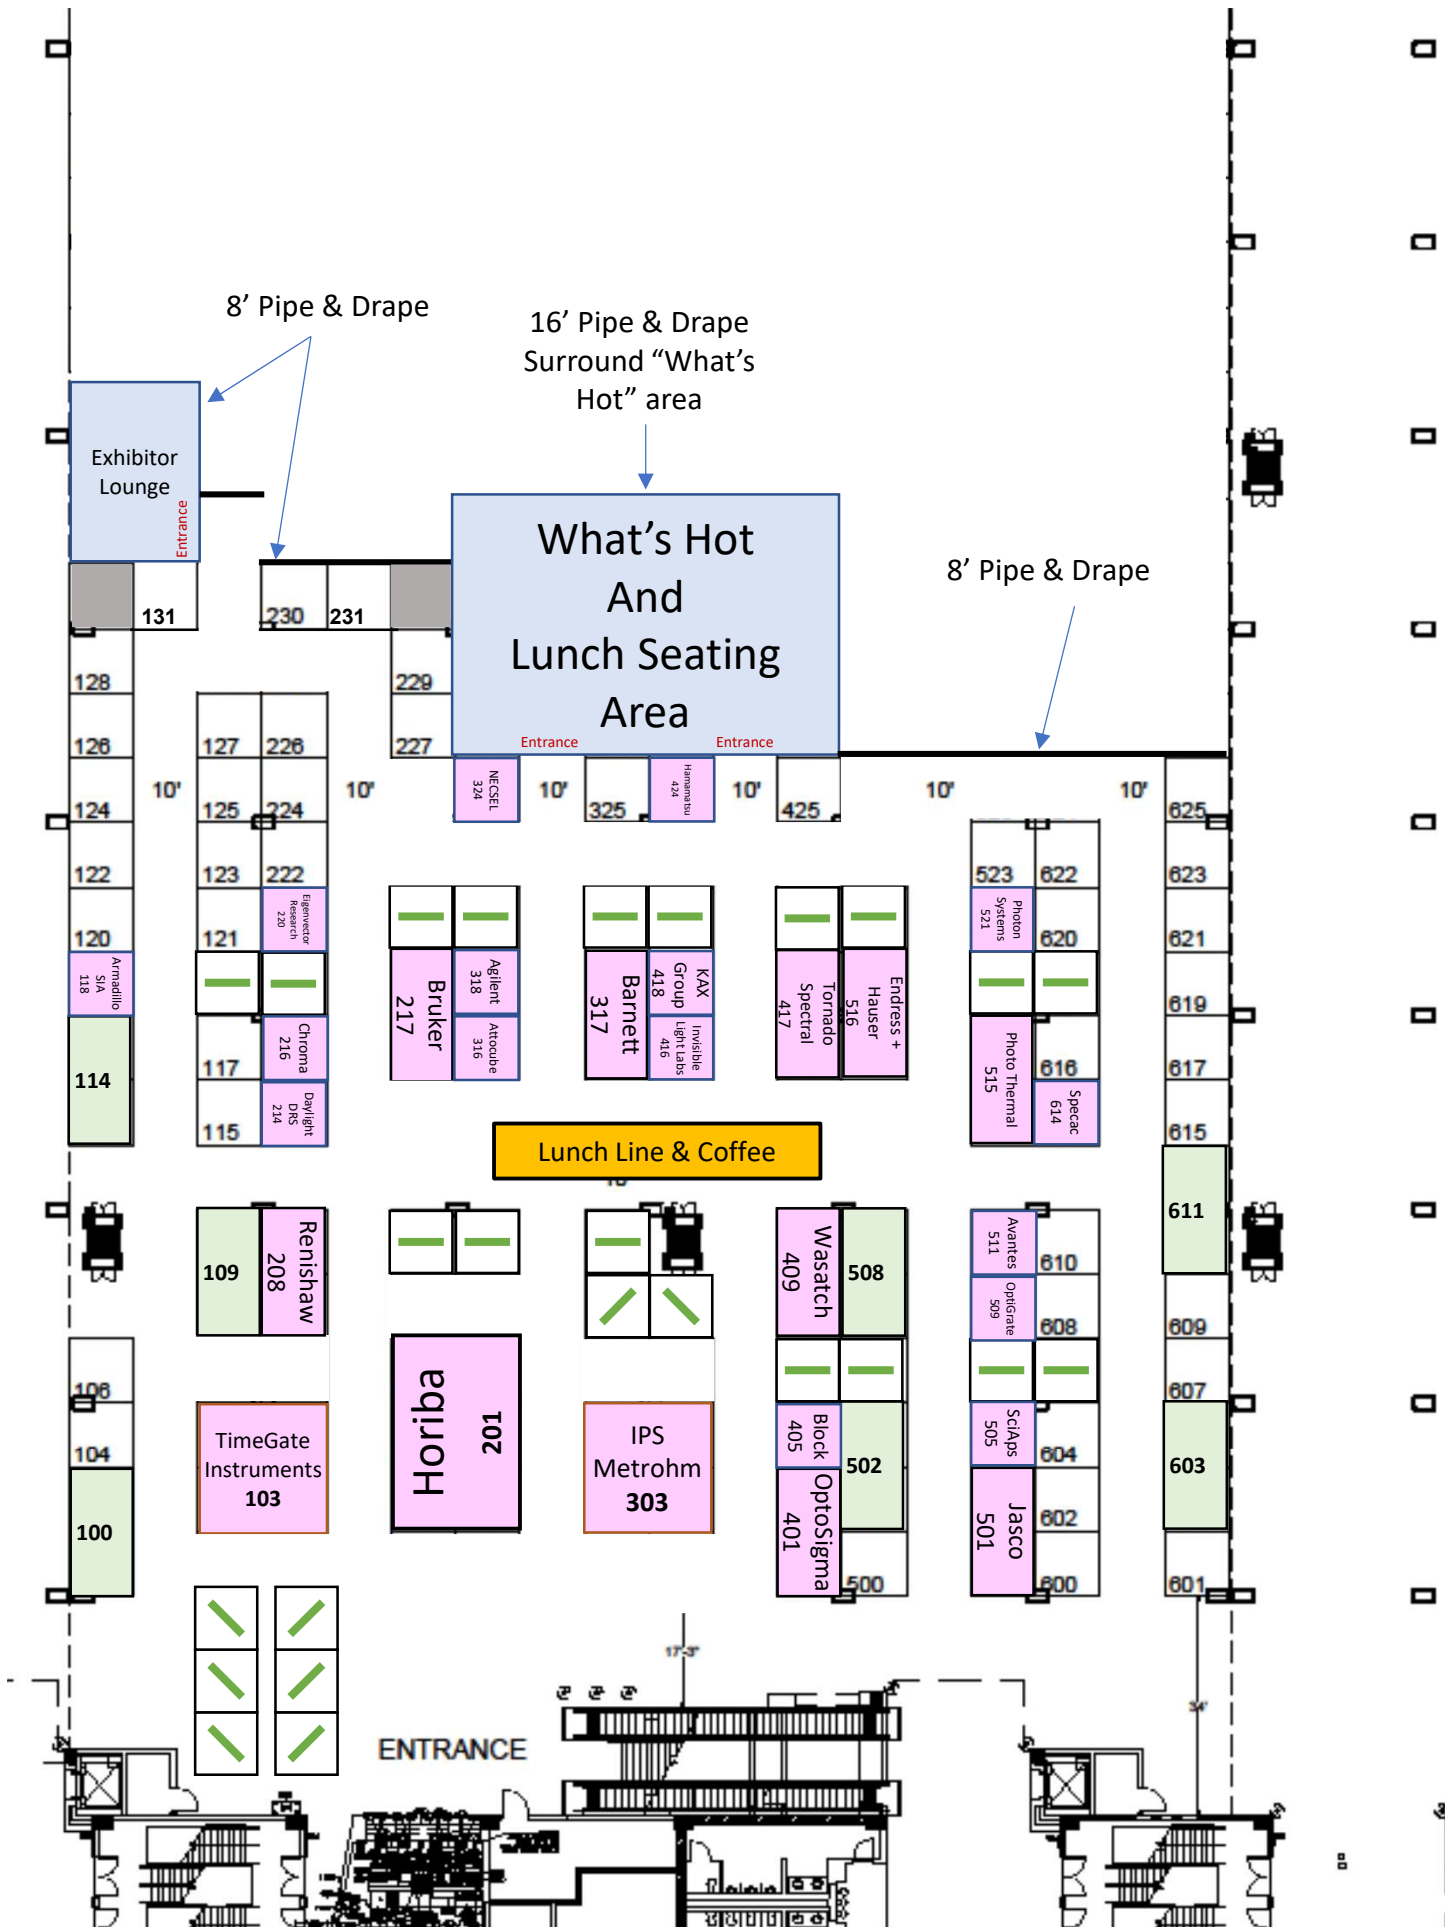 8’ Pipe & Drape
16’ Pipe & Drape
Surround “What’s
Hot” area
Exhibitor
Lounge
Entrance
What’s Hot
And
Lunch Seating
Area
Entrance
Entrance
8’ Pipe & Drape
131
230
231
128
229
126
127
226
227
10'
10'
10'
10'
10'
10'
NECSEL
324
Hamamatsu
424
124
125
224
325
425
625
122
123
222
523
622
623
120
121
Eigenvector
Research
220
Photon
Systems
521
620
621
Armadillo
SIA
118
Bruker
217
Agilent
318
Barnett
317
KAX
Group
418
Tornado
Spectral
417
Endress +
Hauser
516
619
114
117
Chroma
216
Attocube
316
Invisible
Light Labs
416
Photo Thermal
515
616
617
115
Daylight
DRS
214
Specac
614
615
Lunch Line & Coffee
109
Renishaw
208
Wasatch
409
508
Avantes
511
610
611
OptiGrate
509
608
609
106
Horiba
201
607
104
TimeGate
Instruments
103
IPS
Metrohm
303
Block
405
502
SciAps
505
604
603
100
OptoSigma
401
Jasco
501
602
500
600
601
17'-3"
34'
ENTRANCE